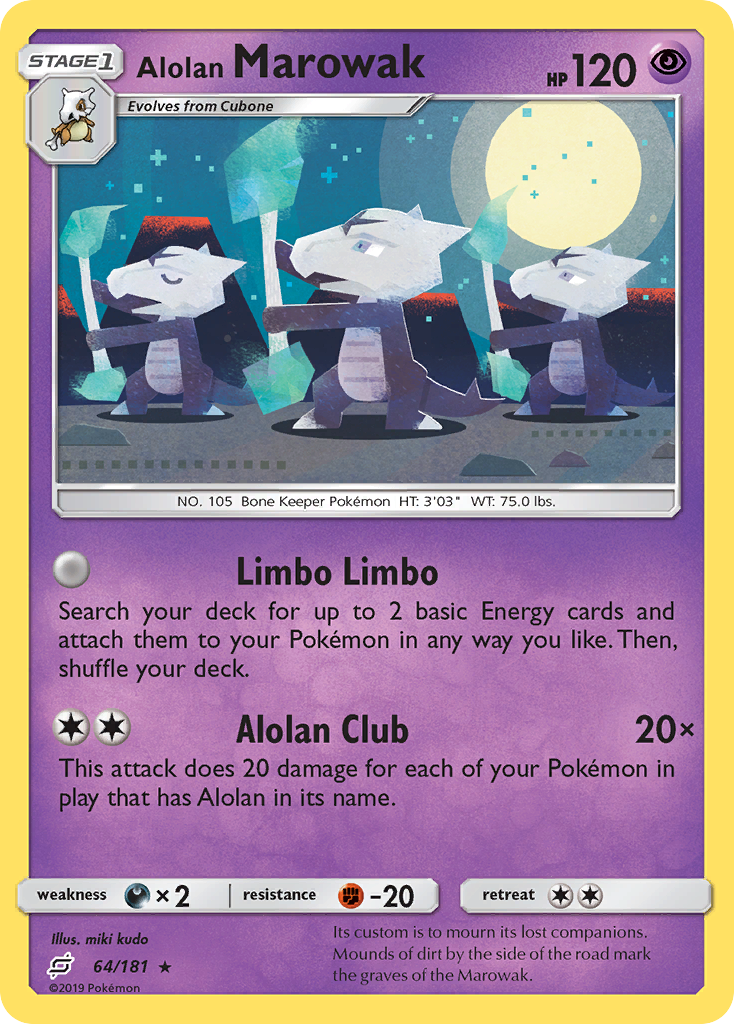 STAGE1
Alolan Marowak
HP 120
Evolves from Cubone
NO. 105 Bone Keeper Pokémon HT: 3'03" WT: 75.0 lbs.
Limbo Limbo
Search your deck for up to 2 basic Energy cards and
attach them to your Pokémon in any way you like. Then,
shuffle your deck.
Alolan Club 20×
This attack does 20 damage for each of your Pokémon in
play that has Alolan in its name.
weakness × 2 resistance -20 retreat
Illus. miki kudo
64/181 ★
©2019 Pokémon
Its custom is to mourn its lost companions.
Mounds of dirt by the side of the road mark
the graves of the Marowak.